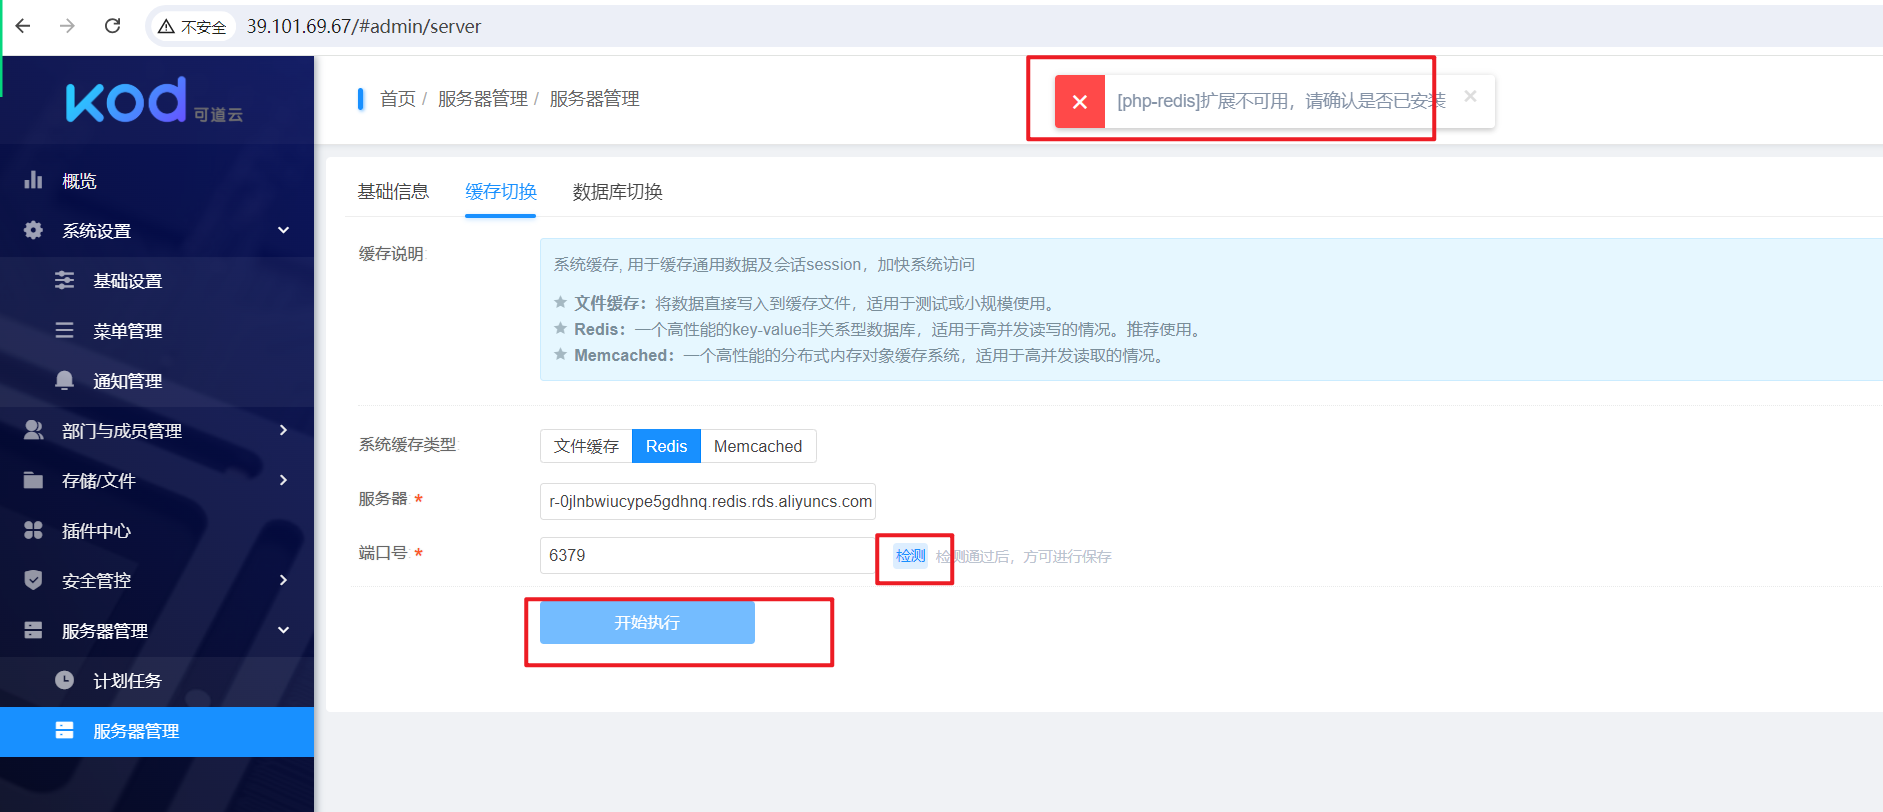 不安全 39.101.69.67/#admin/server
kod 可道云
首页 / 服务器管理 / 服务器管理
[php-redis]扩展不可用，请确认是否已安装
概览
系统设置
基础设置
菜单管理
通知管理
部门与成员管理
存储/文件
插件中心
安全管控
服务器管理
计划任务
服务器管理
基础信息 缓存切换 数据库切换
缓存说明
系统缓存, 用于缓存通用数据及会话session，加快系统访问
文件缓存：将数据直接写入到缓存文件，适用于测试或小规模使用。
Redis：一个高性能的key-value非关系型数据库，适用于高并发读写的情况。推荐使用。
Memcached：一个高性能的分布式内存对象缓存系统，适用于高并发读取的情况。
系统缓存类型 文件缓存 Redis Memcached
服务器 * r-0jlnbwiucype5gdhnq.redis.rds.aliyuncs.com
端口号 * 6379 检测 检测通过后，方可进行保存
开始执行